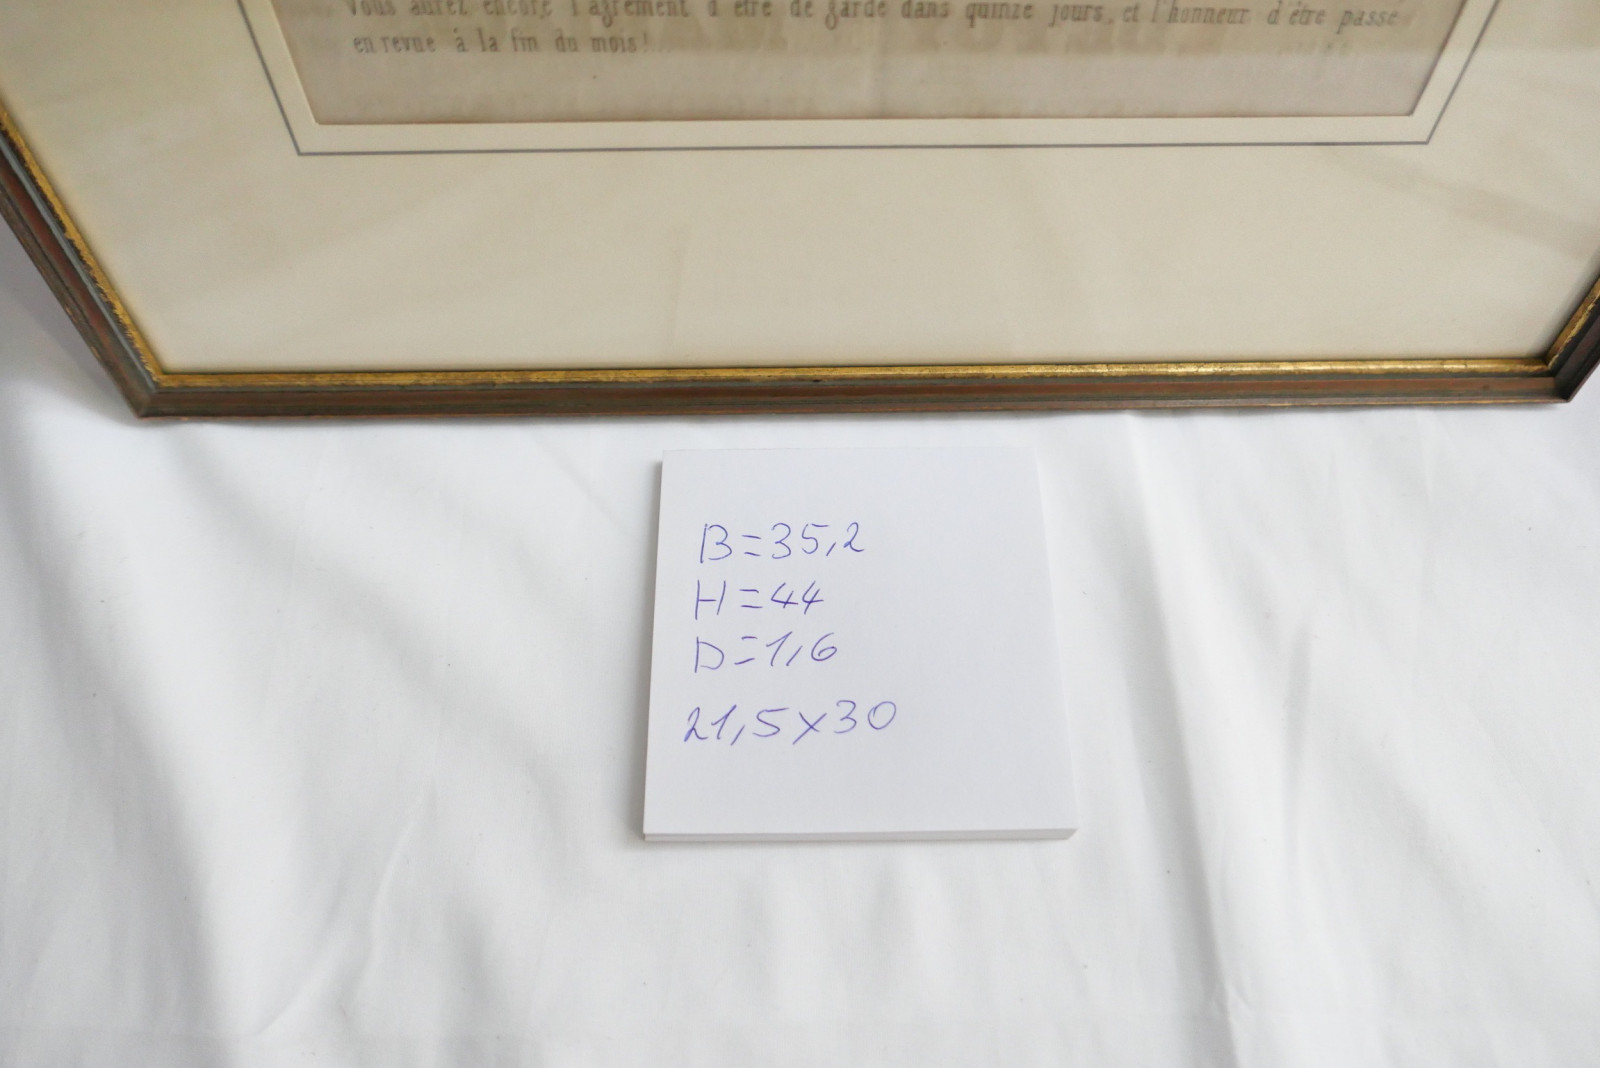 Vous aurez encore l'agrément d'être de garde dans quinze jours, et l'honneur d'être passé
en revue à la fin du mois!
B=35,2
H=44
D=1,6
21,5x30